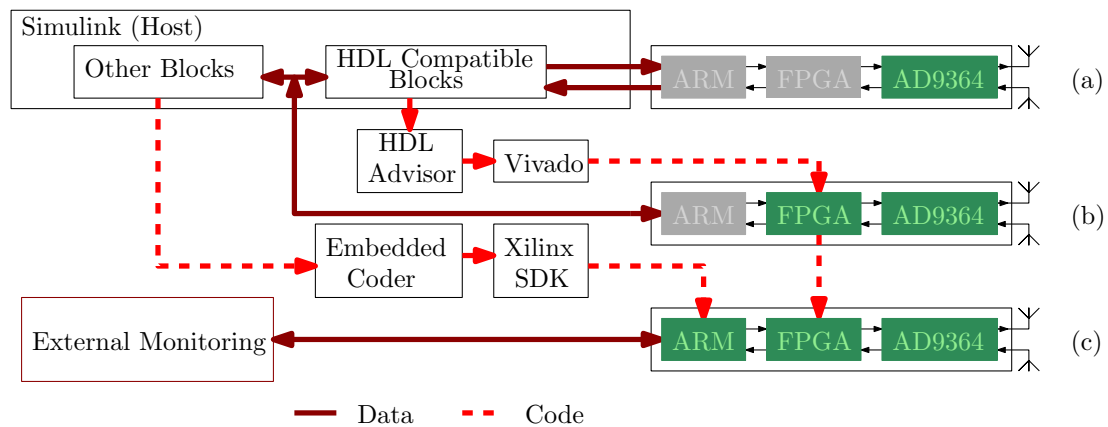 Simulink (Host)
Other Blocks
HDL Compatible
Blocks
ARM
FPGA
AD9364
(a)
HDL
Advisor
Vivado
ARM
FPGA
AD9364
(b)
Embedded
Coder
Xilinx
SDK
External Monitoring
ARM
FPGA
AD9364
(c)
Data
Code